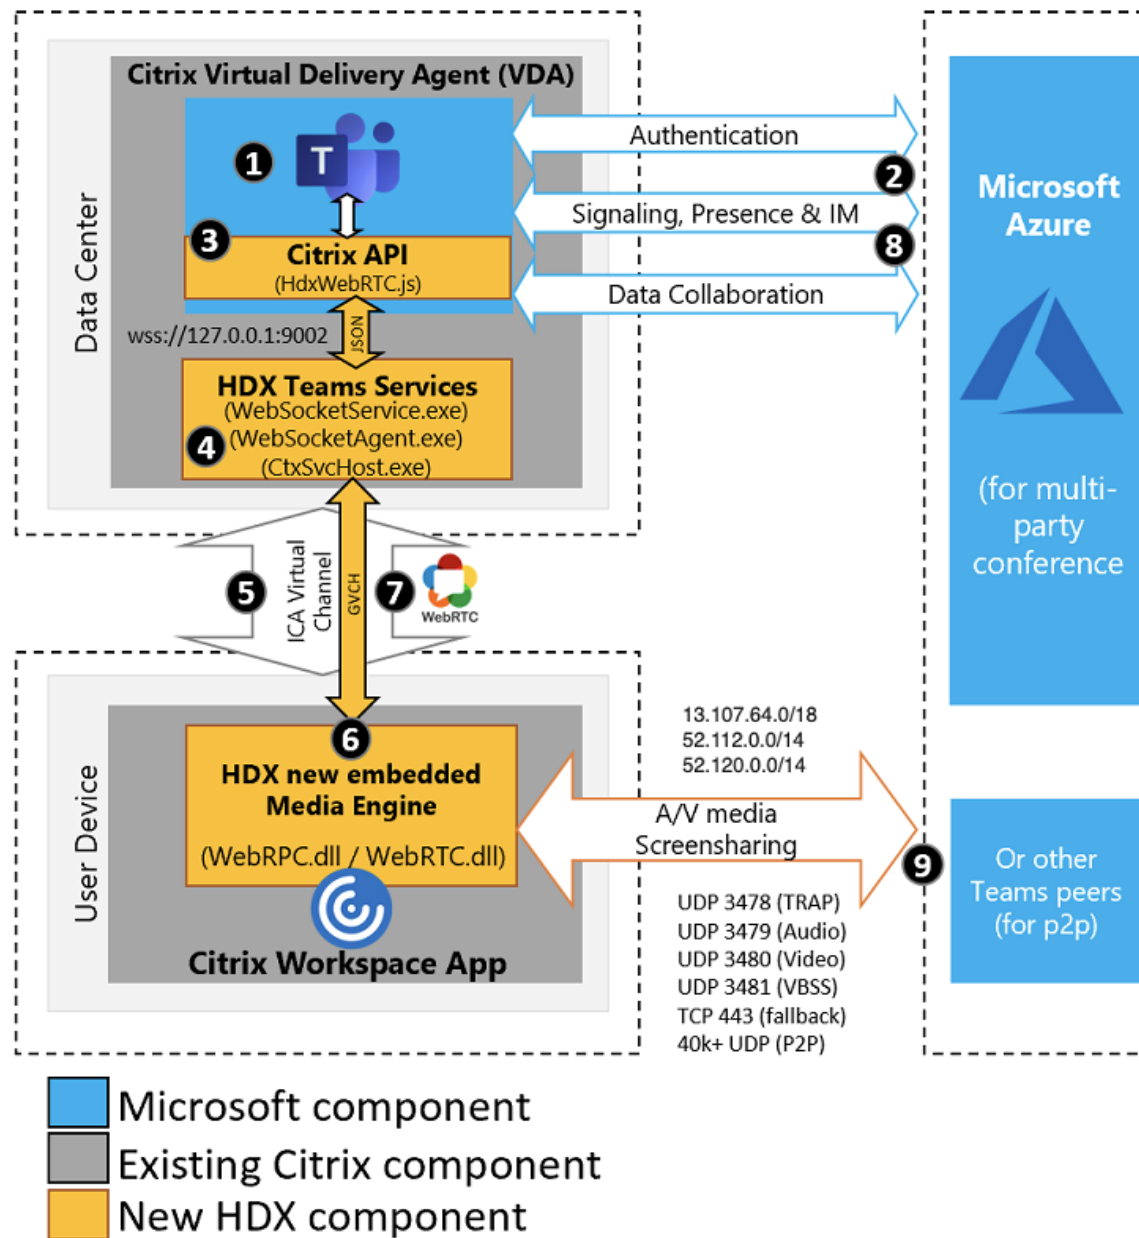 Citrix Virtual Delivery Agent (VDA)
Data Center
1
T
3
Citrix API
(HdxWebRTC.js)
wss://127.0.0.1:9002
JSON
HDX Teams Services
(WebSocketService.exe)
(WebSocketAgent.exe)
(CtxSvcHost.exe)
4
Authentication
2
Signaling, Presence & IM
8
Data Collaboration
Microsoft
Azure
(for multi-
party
conference
5
ICA Virtual
Channel
GVCH
7
WebRTC
User Device
6
HDX new embedded
Media Engine
(WebRPC.dll / WebRTC.dll)
Citrix Workspace App
13.107.64.0/18
52.112.0.0/14
52.120.0.0/14
A/V media
Screensharing
9
UDP 3478 (TRAP)
UDP 3479 (Audio)
UDP 3480 (Video)
UDP 3481 (VBSS)
TCP 443 (fallback)
40k+ UDP (P2P)
Or other
Teams peers
(for p2p)
Microsoft component
Existing Citrix component
New HDX component